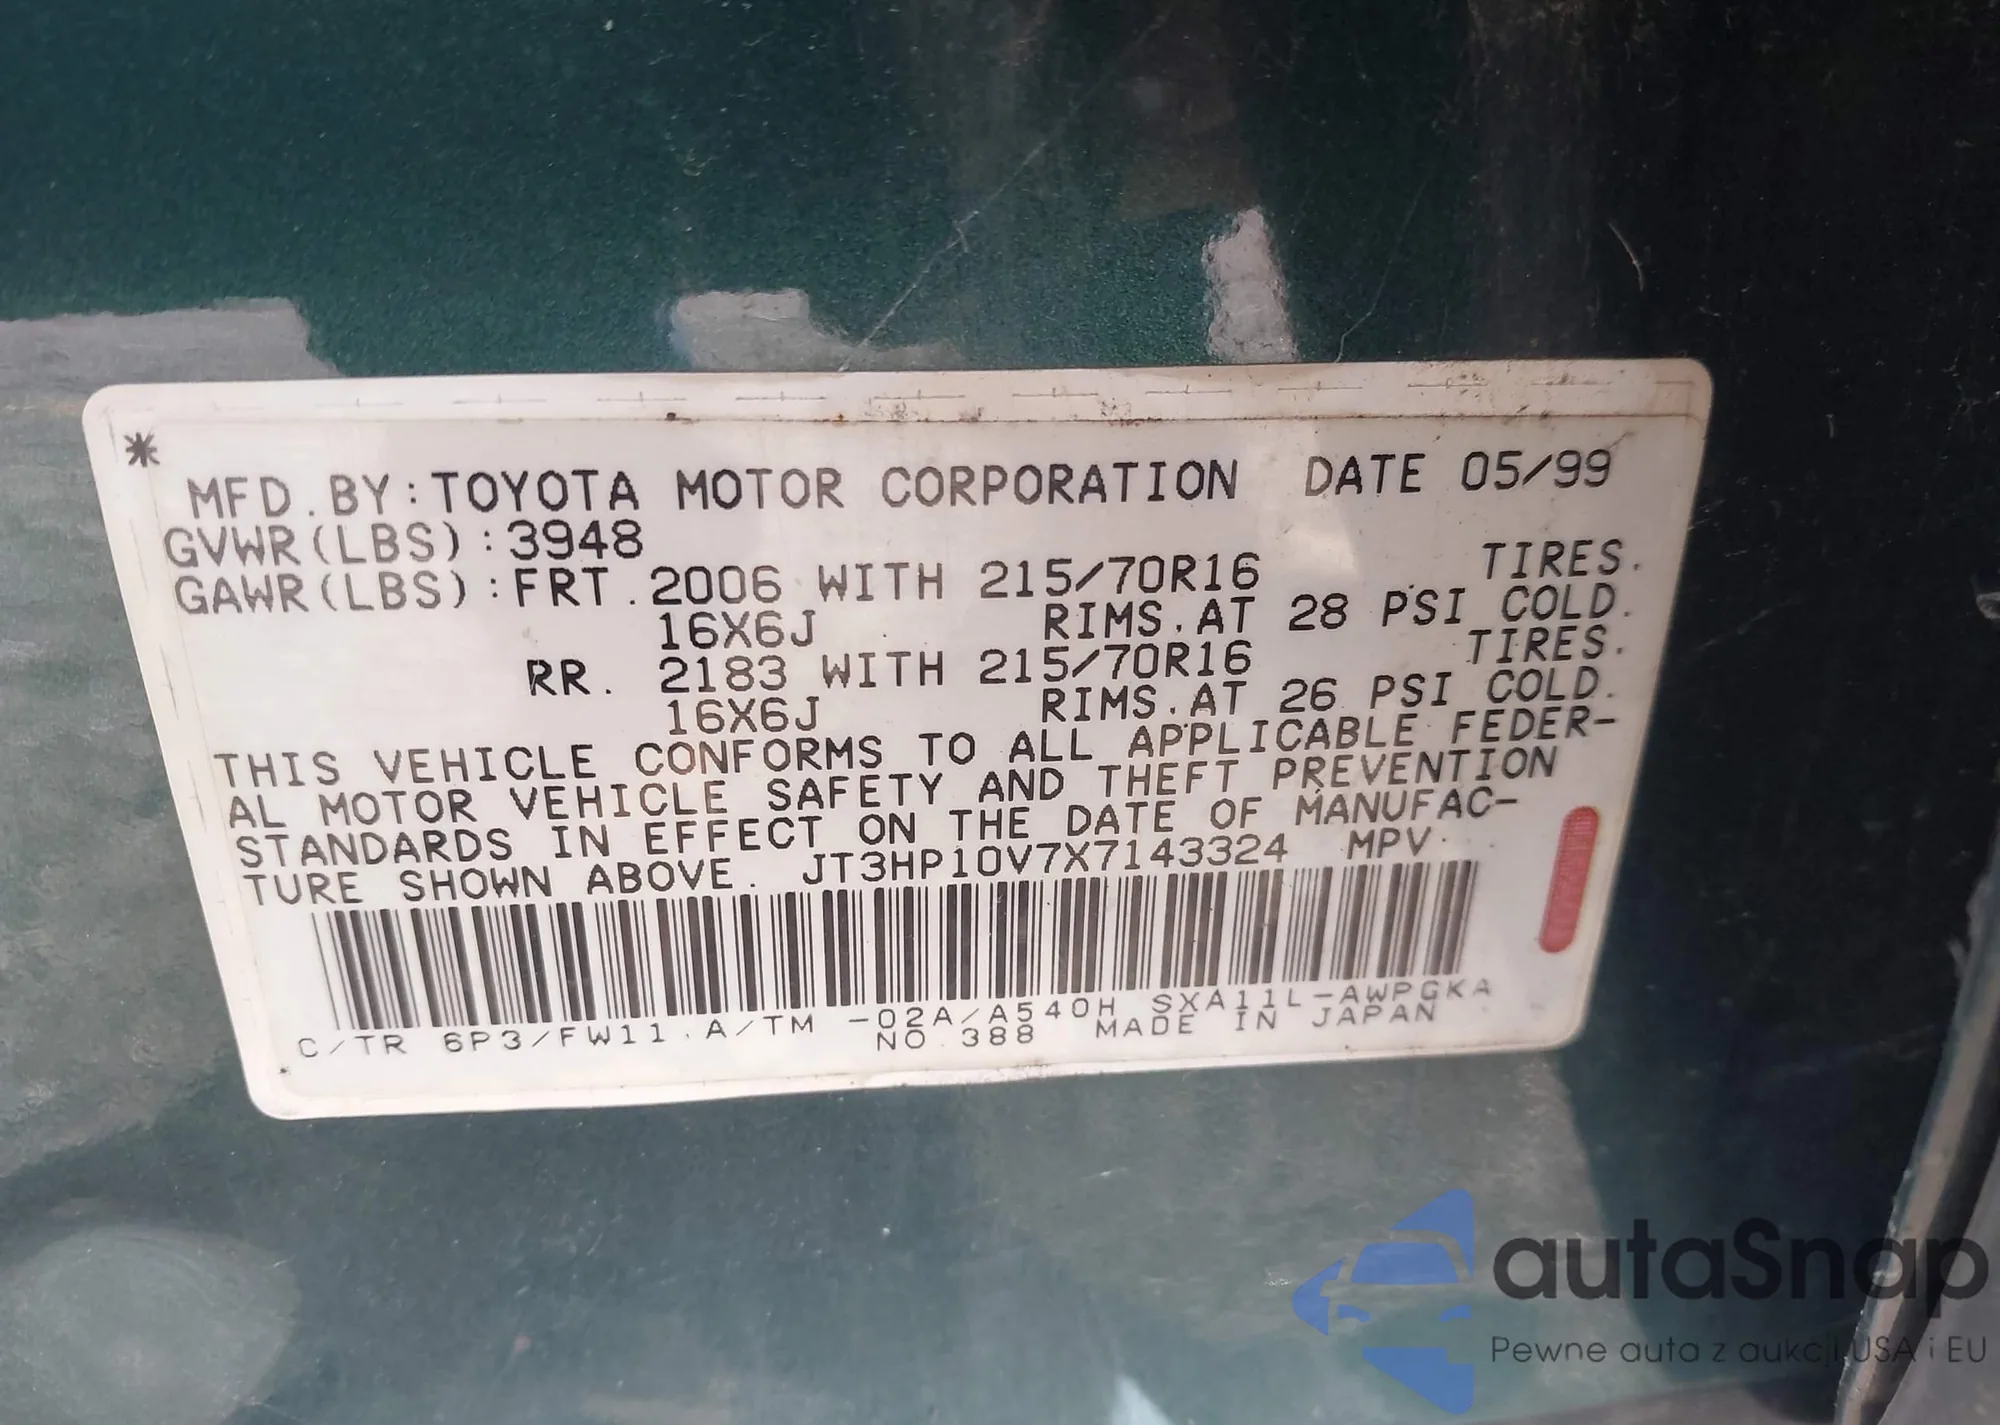 *
MFD.BY:TOYOTA MOTOR CORPORATION DATE 05/99
GVWR(LBS):3948
GAWR(LBS):FRT.2006 WITH 215/70R16 TIRES.
16X6J RIMS.AT 28 PSI COLD.
RR. 2183 WITH 215/70R16 TIRES.
16X6J RIMS.AT 26 PSI COLD.
THIS VEHICLE CONFORMS TO ALL APPLICABLE FEDER-
AL MOTOR VEHICLE SAFETY AND THEFT PREVENTION
STANDARDS IN EFFECT ON THE DATE OF MANUFAC-
TURE SHOWN ABOVE. JT3HP10V7X7143324 MPV
C/TR 6P3/FW11.A/TM -02A/A540H SXA11L-AWPGKA
NO.388 MADE IN JAPAN
autaSnap
Pewne auta z aukcji USA i EU